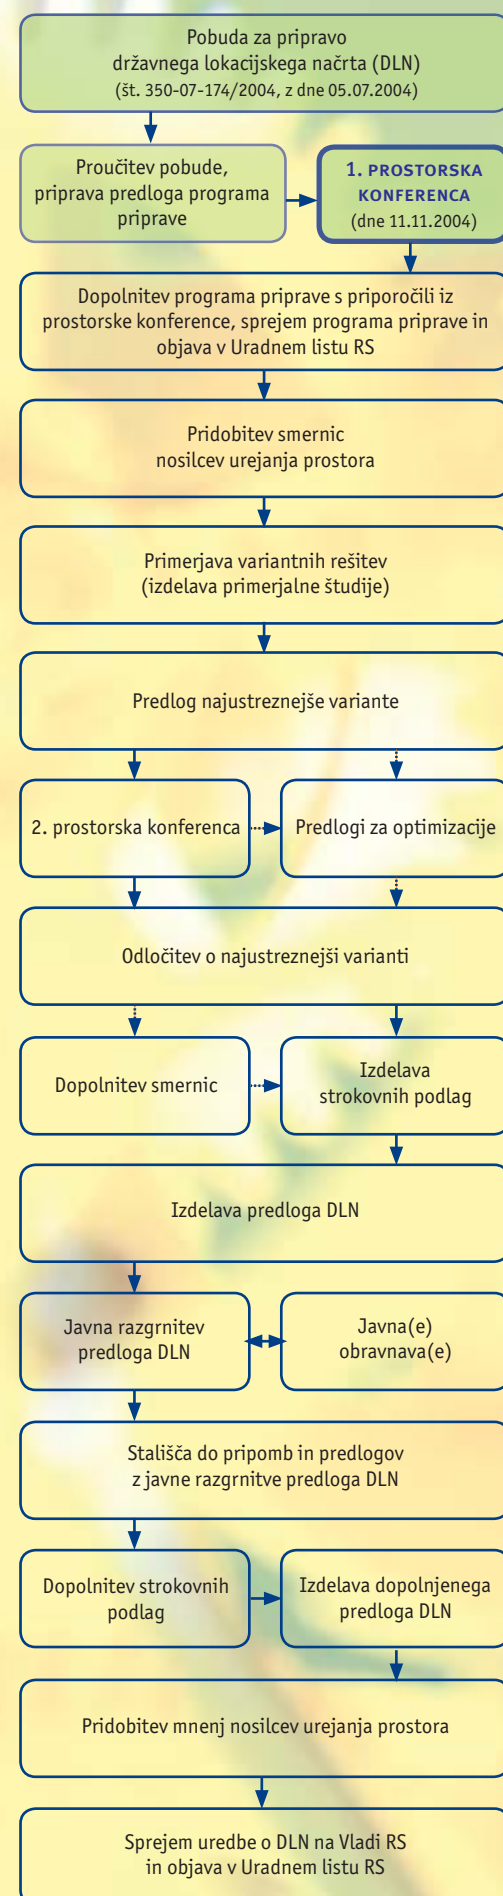 Pobuda za pripravo
državnega lokacijskega načrta (DLN)
(št. 350-07-174/2004, z dne 05.07.2004)
Proučitev pobude,
priprava predloga programa
priprave
1. PROSTORSKA
KONFERENCA
(dne 11.11.2004)
Dopolnitev programa priprave s priporočili iz
prostorske konference, sprejem programa priprave in
objava v Uradnem listu RS
Pridobitev smernic
nosilcev urejanja prostora
Primerjava variantnih rešitev
(izdelava primerjalne študije)
Predlog najustreznejše variante
2. prostorska konferenca
Predlogi za optimizacije
Odločitev o najustreznejši varianti
Dopolnitev smernic
Izdelava
strokovnih podlag
Izdelava predloga DLN
Javna razgrnitev
predloga DLN
Javna(e)
obravnava(e)
Stališča do pripomb in predlogov
z javne razgrnitve predloga DLN
Dopolnitev strokovnih
podlag
Izdelava dopolnjenega
predloga DLN
Pridobitev mnenj nosilcev urejanja prostora
Sprejem uredbe o DLN na Vladi RS
in objava v Uradnem listu RS